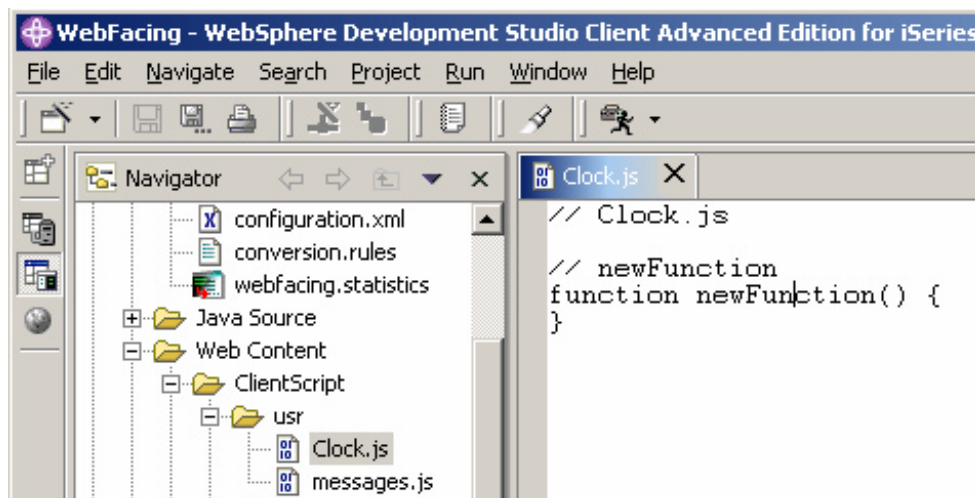 WebFacing - WebSphere Development Studio Client Advanced Edition for iSeries
File Edit Navigate Search Project Run Window Help
Navigator
configuration.xml
conversion.rules
webfacing.statistics
Java Source
Web Content
ClientScript
usr
Clock.js
messages.js
Clock.js
// Clock.js
// newFunction
function newFunction() {
}